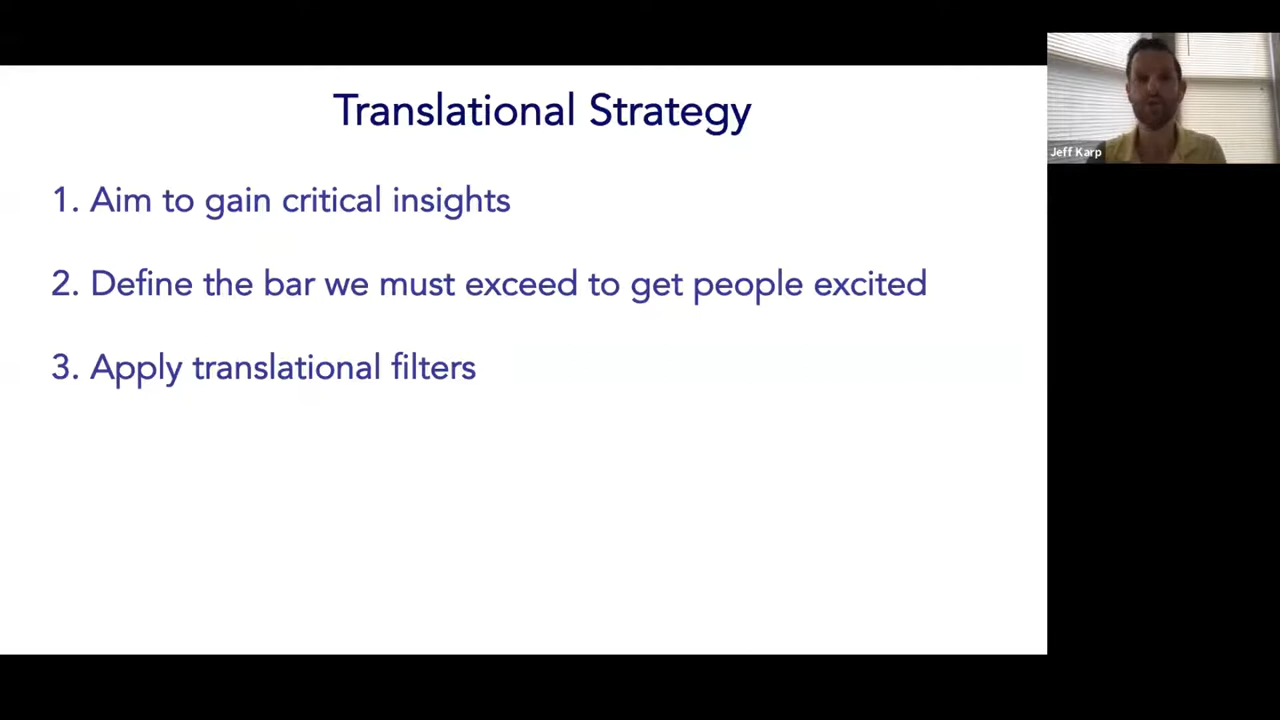 Translational Strategy
1. Aim to gain critical insights
2. Define the bar we must exceed to get people excited
3. Apply translational filters
Jeff Karp